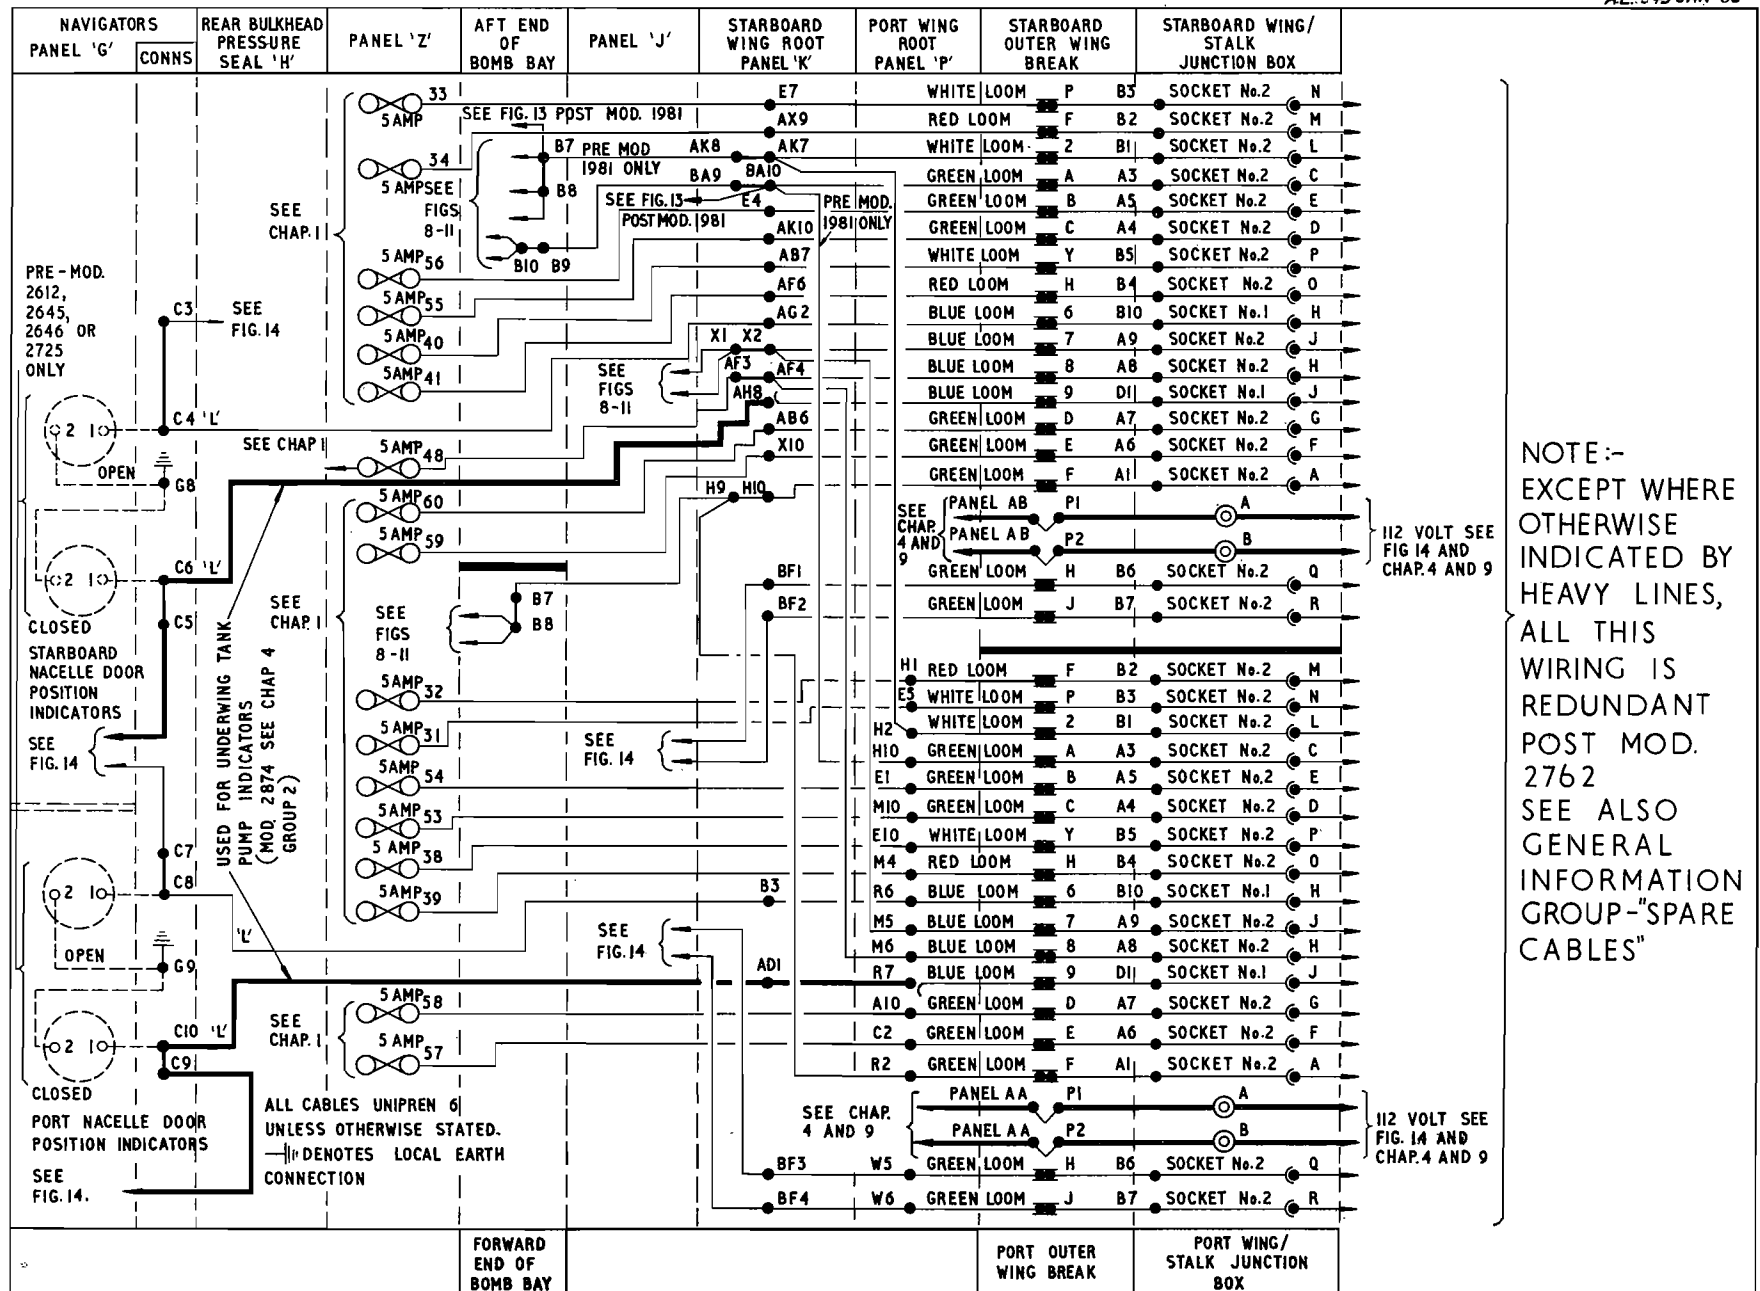 NAVIGATORS
PANEL 'G'
CONNS
REAR BULKHEAD
PRESSURE
SEAL 'H'
PANEL 'Z'
AFT END
OF
BOMB BAY
PANEL 'J'
STARBOARD
WING ROOT
PANEL 'K'
PORT WING
ROOT
PANEL 'P'
STARBOARD
OUTER WING
BREAK
STARBOARD WING/
STALK
JUNCTION BOX
33
5 AMP
SEE FIG. 13 POST MOD. 1981
E7
WHITE LOOM P B3 SOCKET No.2 N
AX9
RED LOOM F B2 SOCKET No.2 M
34
5 AMP
B7 PRE MOD
1981 ONLY
AK8 AK7
WHITE LOOM 2 B1 SOCKET No.2 L
BA9 BA10
GREEN LOOM A A3 SOCKET No.2 C
SEE
FIGS
8-11
B8
SEE FIG.13
POST MOD. 1981
E4
PRE MOD.
1981 ONLY
GREEN LOOM B A5 SOCKET No.2 E
SEE
CHAP. I
B10 B9
AK10
GREEN LOOM C A4 SOCKET No.2 D
5 AMP 56
AB7
WHITE LOOM Y B5 SOCKET No.2 P
5 AMP 55
AF6
RED LOOM H B4 SOCKET No.2 O
PRE-MOD.
2612,
2645,
2646 OR
2725
ONLY
C3
SEE
FIG. 14
5 AMP 40
AG2
BLUE LOOM 6 B10 SOCKET No.1 H
X1 X2
BLUE LOOM 7 A9 SOCKET No.2 J
5 AMP 41
SEE
FIGS
8-11
AF3 AF4
BLUE LOOM 8 A8 SOCKET No.2 H
AH8
BLUE LOOM 9 D1 SOCKET No.1 J
2 1
C4 'L'
AB6
GREEN LOOM D A7 SOCKET No.2 G
OPEN
G8
SEE CHAP I
5 AMP 48
X10
GREEN LOOM E A6 SOCKET No.2 F
GREEN LOOM F A1 SOCKET No.2 A
5 AMP 60
H9 H10
5 AMP 59
SEE
CHAP.
4 AND
9
PANEL AB P1 A
PANEL AB P2 B
112 VOLT SEE
FIG 14 AND
CHAP. 4 AND 9
2 1
C6 'L'
CLOSED
C5
STARBOARD
NACELLE DOOR
POSITION
INDICATORS
SEE
FIG. 14
BF1
GREEN LOOM H B6 SOCKET No.2 Q
BF2
GREEN LOOM J B7 SOCKET No.2 R
SEE
CHAP. I
SEE
FIGS
8-11
B7
B8
USED FOR UNDERWING TANK
PUMP INDICATORS
(MOD. 2874 SEE CHAP 4
GROUP 2)
5 AMP 32
H1 RED LOOM F B2 SOCKET No.2 M
E5 WHITE LOOM P B3 SOCKET No.2 N
5 AMP 31
SEE
FIG. 14
H2 WHITE LOOM 2 B1 SOCKET No.2 L
H10 GREEN LOOM A A3 SOCKET No.2 C
5 AMP 54
E1 GREEN LOOM B A5 SOCKET No.2 E
5 AMP 53
M10 GREEN LOOM C A4 SOCKET No.2 D
E10 WHITE LOOM Y B5 SOCKET No.2 P
5 AMP 38
M4 RED LOOM H B4 SOCKET No.2 O
5 AMP 39
B3
R6 BLUE LOOM 6 B10 SOCKET No.1 H
C7
C8
2 1
M5 BLUE LOOM 7 A9 SOCKET No.2 J
'L'
SEE
FIG. 14
M6 BLUE LOOM 8 A8 SOCKET No.2 H
OPEN
G9
AD1
R7 BLUE LOOM 9 D1 SOCKET No.1 J
5 AMP 58
A10 GREEN LOOM D A7 SOCKET No.2 G
SEE
CHAP. I
5 AMP 57
C2 GREEN LOOM E A6 SOCKET No.2 F
2 1
C10 'L'
C9
R2 GREEN LOOM F A1 SOCKET No.2 A
CLOSED
PORT NACELLE DOOR
POSITION INDICATORS
SEE
FIG. 14.
ALL CABLES UNIPREN 6
UNLESS OTHERWISE STATED.
DENOTES LOCAL EARTH
CONNECTION
SEE CHAP.
4 AND 9
PANEL AA P1 A
PANEL AA P2 B
112 VOLT SEE
FIG. 14 AND
CHAP. 4 AND 9
BF3 W5 GREEN LOOM H B6 SOCKET No.2 Q
BF4 W6 GREEN LOOM J B7 SOCKET No.2 R
FORWARD
END OF
BOMB BAY
PORT OUTER
WING BREAK
PORT WING/
STALK JUNCTION
BOX
NOTE:-
EXCEPT WHERE
OTHERWISE
INDICATED BY
HEAVY LINES,
ALL THIS
WIRING IS
REDUNDANT
POST MOD.
2762
SEE ALSO
GENERAL
INFORMATION
GROUP-"SPARE
CABLES"